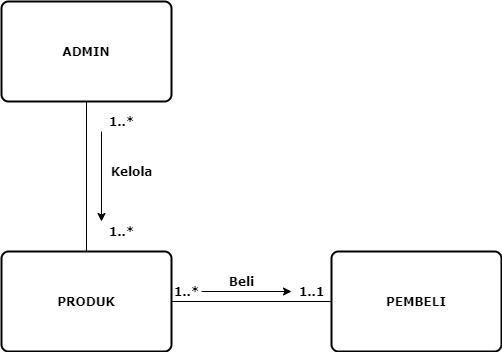 ADMIN
1..*
Kelola
1..*
PRODUK
1..*
Beli
1..1
PEMBELI